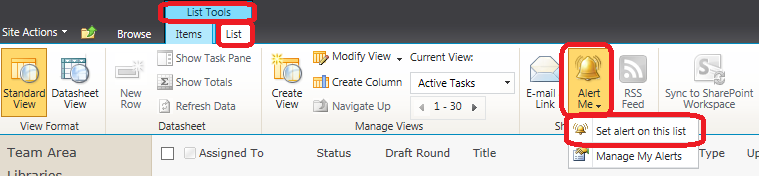 List Tools
Site Actions
Browse
Items
List
Standard
View
Datasheet
View
New
Row
Show Task Pane
Show Totals
Refresh Data
Create
View
Modify View
Create Column
Navigate Up
Current View:
Active Tasks
1 - 30
E-mail
Link
Alert
Me
RSS
Feed
Sync to SharePoint
Workspace
View Format
Datasheet
Manage Views
Set alert on this list
Manage My Alerts
Team Area
Libraries
Assigned To
Status
Draft Round
Title
Type